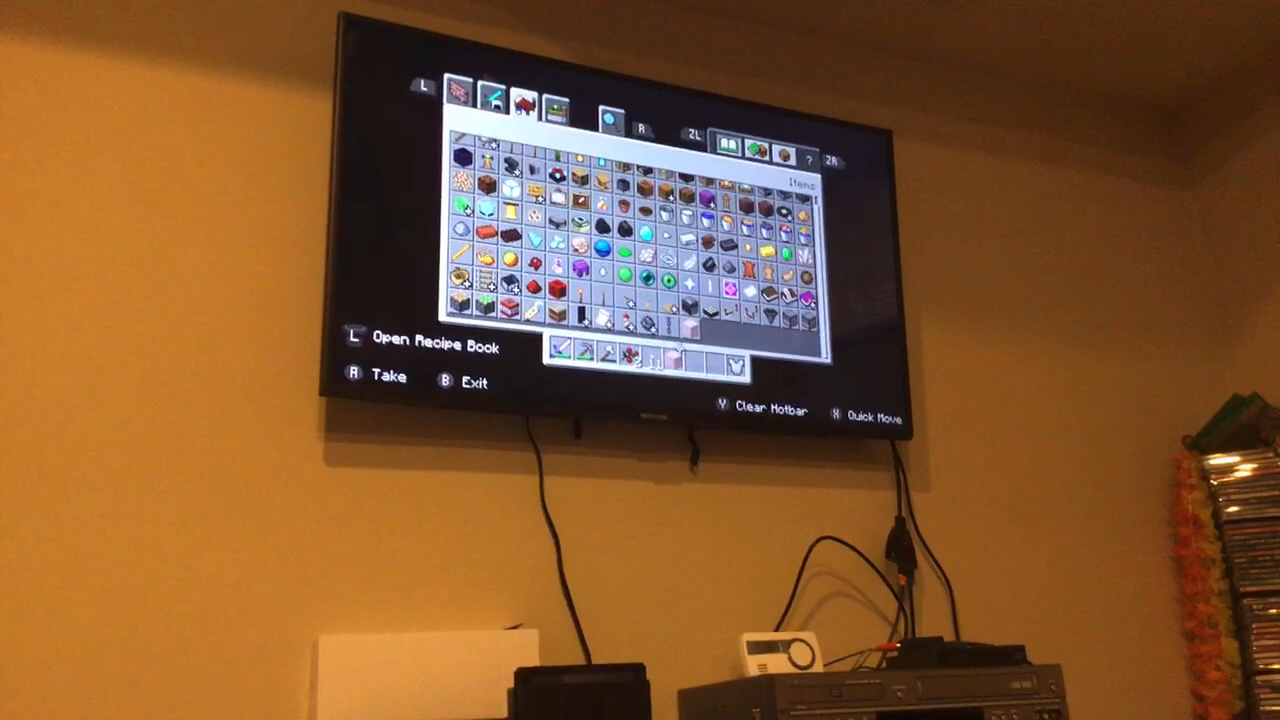 L
R
ZL
?
ZR
Items
L Open Recipe Book
A Take B Exit
Y Clear Hotbar X Quick Move